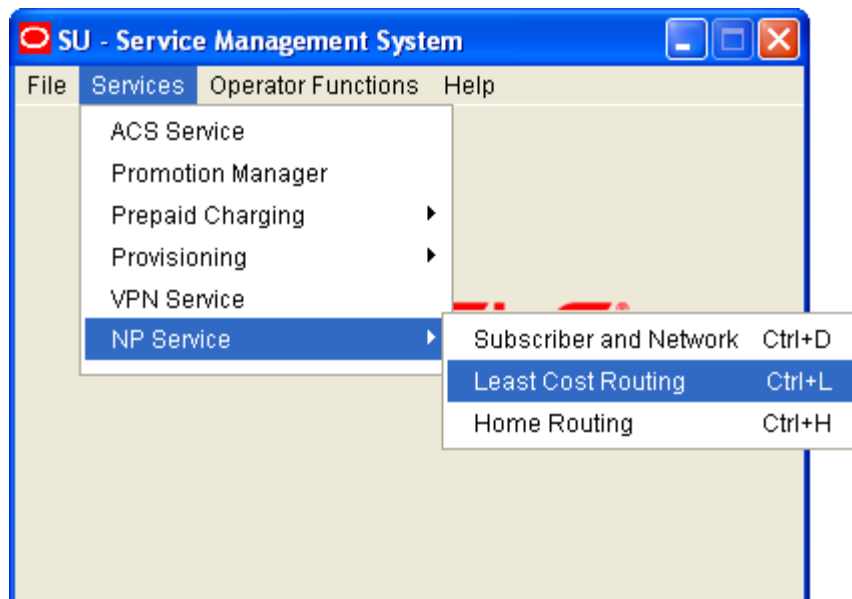 SU - Service Management System
File Services Operator Functions Help
ACS Service
Promotion Manager
Prepaid Charging
Provisioning
VPN Service
NP Service
Subscriber and Network Ctrl+D
Least Cost Routing Ctrl+L
Home Routing Ctrl+H